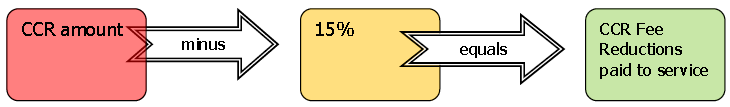 CCR amount
minus
15%
equals
CCR Fee
Reductions
paid to service